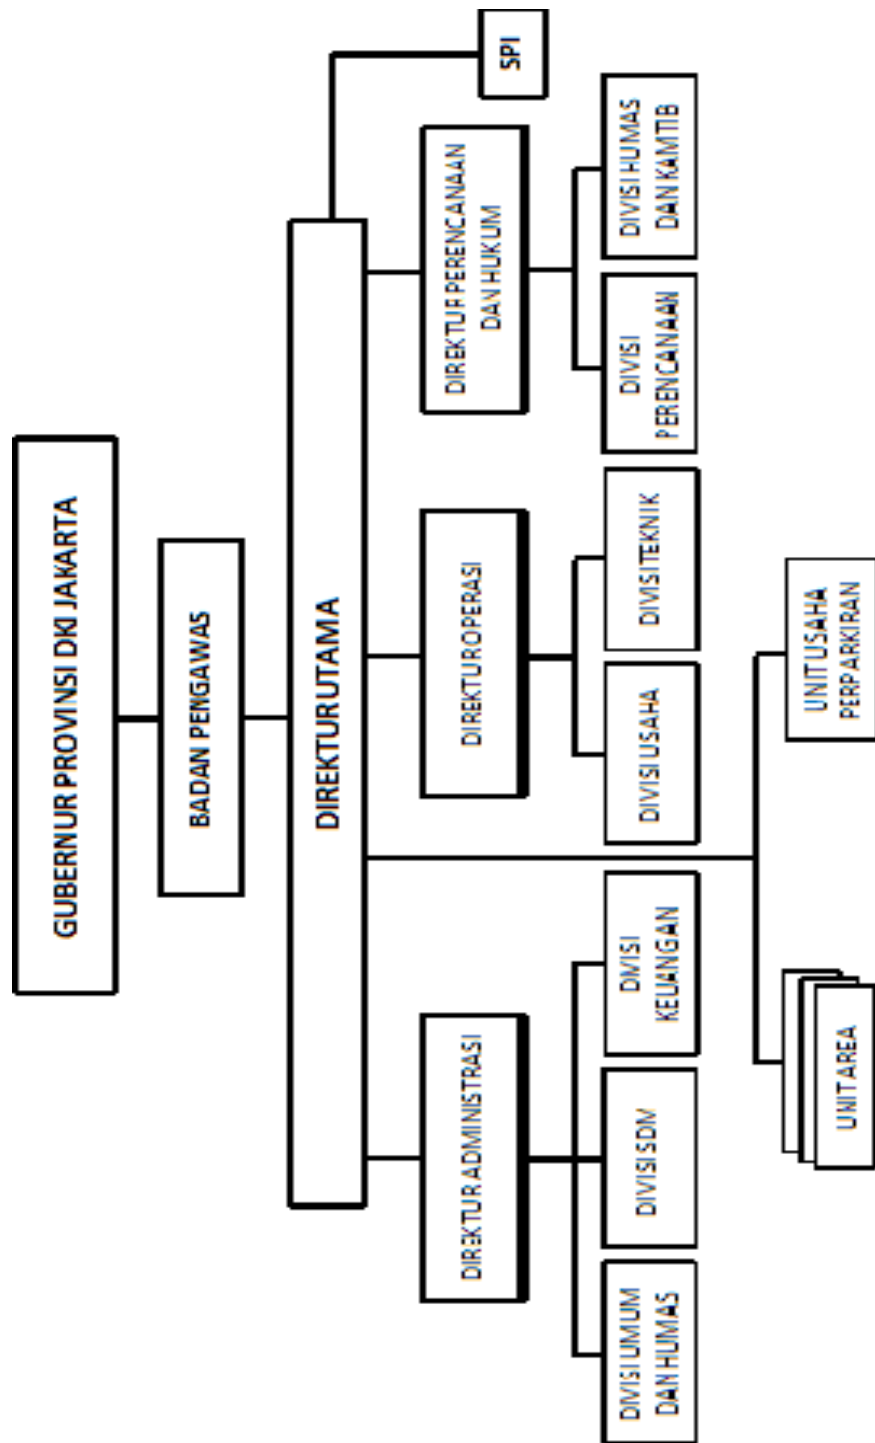 GUBERNUR PROVINSI DKI JAKARTA
BADAN PENGAWAS
DIREKTUR UTAMA
SPI
DIREKTUR ADMINISTRASI
DIREKTUR OPERASI
DIREKTUR PERENCANAAN
DAN HUKUM
DIVISI UMUM
DAN HUMAS
DIVISI SDM
DIVISI
KEUANGAN
DIVISI USAHA
DIVISI TEKNIK
DIVISI
PERENCANAAN
DIVISI HUMAS
DAN KAMTIB
UNIT AREA
UNIT USAHA
PERPARKIRAN